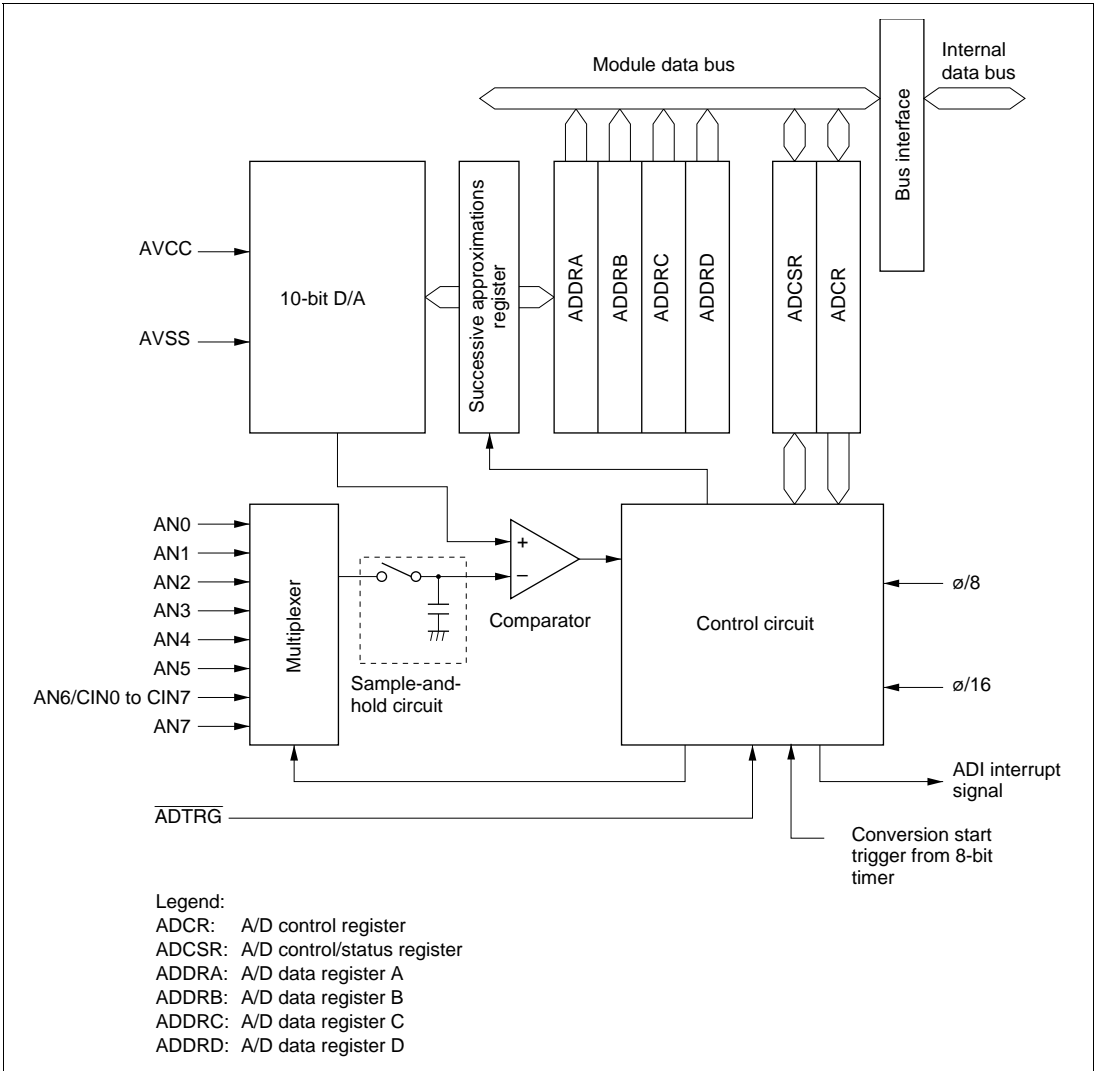 Module data bus
Internal
data bus
Bus interface
AVCC
AVSS
10-bit D/A
Successive approximations
register
ADDRA
ADDRB
ADDRC
ADDRD
ADCSR
ADCR
AN0
AN1
AN2
AN3
AN4
AN5
AN6/CIN0 to CIN7
AN7
Multiplexer
Sample-and-
hold circuit
+
−
Comparator
Control circuit
ø/8
ø/16
ADI interrupt
signal
ADTRG
Conversion start
trigger from 8-bit
timer
Legend:
ADCR: A/D control register
ADCSR: A/D control/status register
ADDRA: A/D data register A
ADDRB: A/D data register B
ADDRC: A/D data register C
ADDRD: A/D data register D